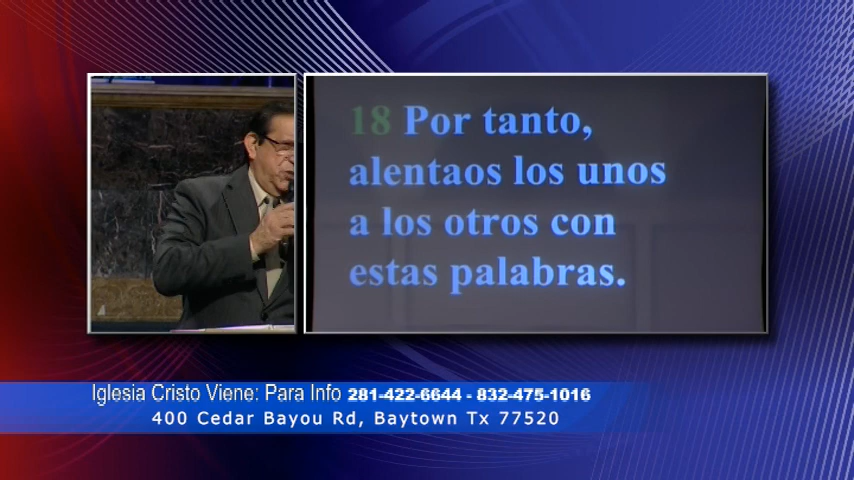 18 Por tanto,
alentaos los unos
a los otros con
estas palabras.
Iglesia Cristo Viene: Para Info 281-422-6644 - 832-475-1016
400 Cedar Bayou Rd, Baytown Tx 77520